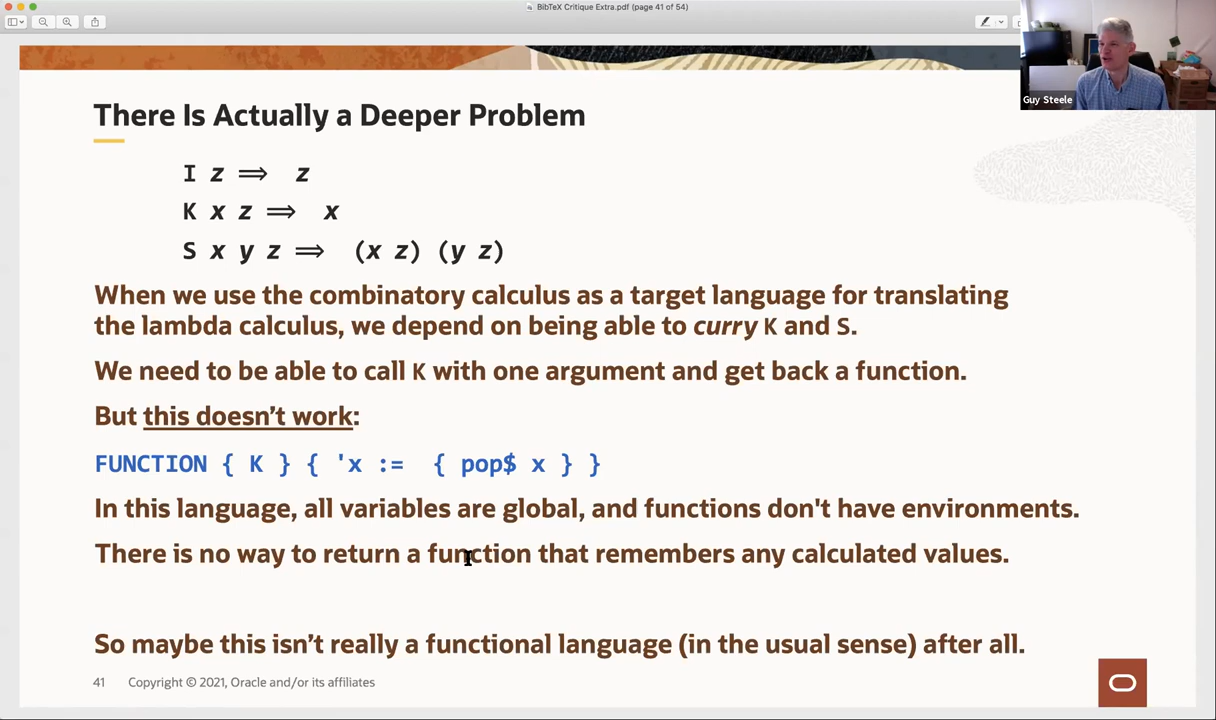 BibTeX Critique Extra.pdf (page 41 of 54)
Guy Steele
There Is Actually a Deeper Problem
I z ⟹ z
K x z ⟹ x
S x y z ⟹ (x z) (y z)
When we use the combinatory calculus as a target language for translating
the lambda calculus, we depend on being able to curry K and S.
We need to be able to call K with one argument and get back a function.
But this doesn’t work:
FUNCTION { K } { 'x := { pop$ x } }
In this language, all variables are global, and functions don't have environments.
There is no way to return a function that remembers any calculated values.
So maybe this isn’t really a functional language (in the usual sense) after all.
41 Copyright © 2021, Oracle and/or its affiliates